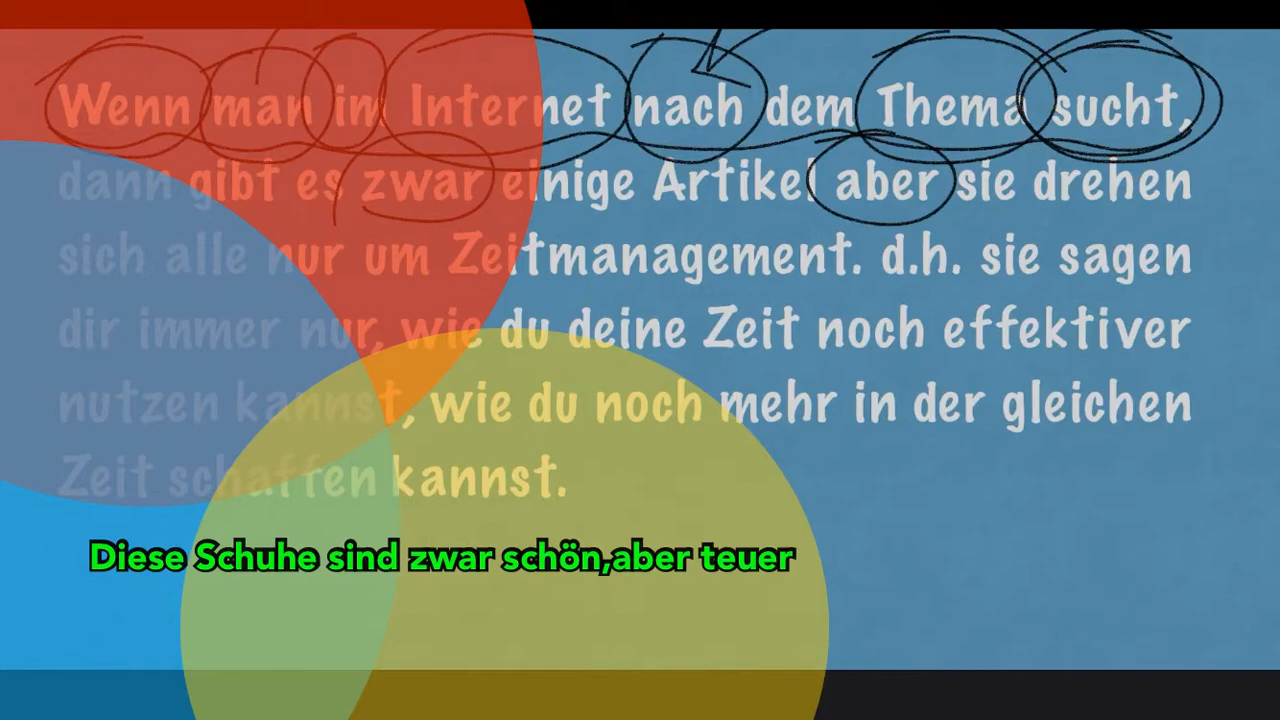 Wenn man im Internet nach dem Thema sucht,
dann gibt es zwar einige Artikel aber sie drehen
sich alle nur um Zeitmanagement. d.h. sie sagen
dir immer nur, wie du deine Zeit noch effektiver
nutzen kannst, wie du noch mehr in der gleichen
Zeit schaffen kannst.
Diese Schuhe sind zwar schön,aber teuer